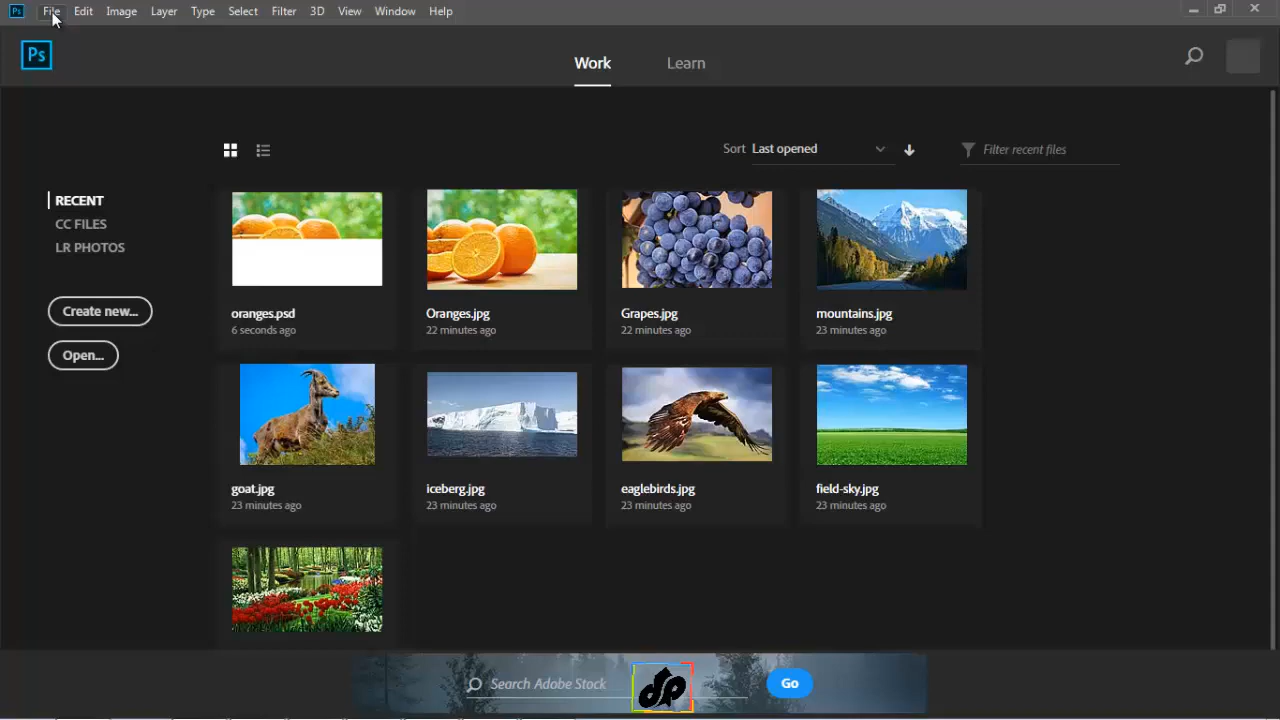 Ps File Edit Image Layer Type Select Filter 3D View Window Help
Ps Work Learn
Sort Last opened Filter recent files
RECENT
CC FILES
LR PHOTOS
Create new...
Open...
oranges.psd Oranges.jpg Grapes.jpg mountains.jpg
6 seconds ago 22 minutes ago 22 minutes ago 23 minutes ago
goat.jpg iceberg.jpg eaglebirds.jpg field-sky.jpg
23 minutes ago 23 minutes ago 23 minutes ago 23 minutes ago
Search Adobe Stock dp Go